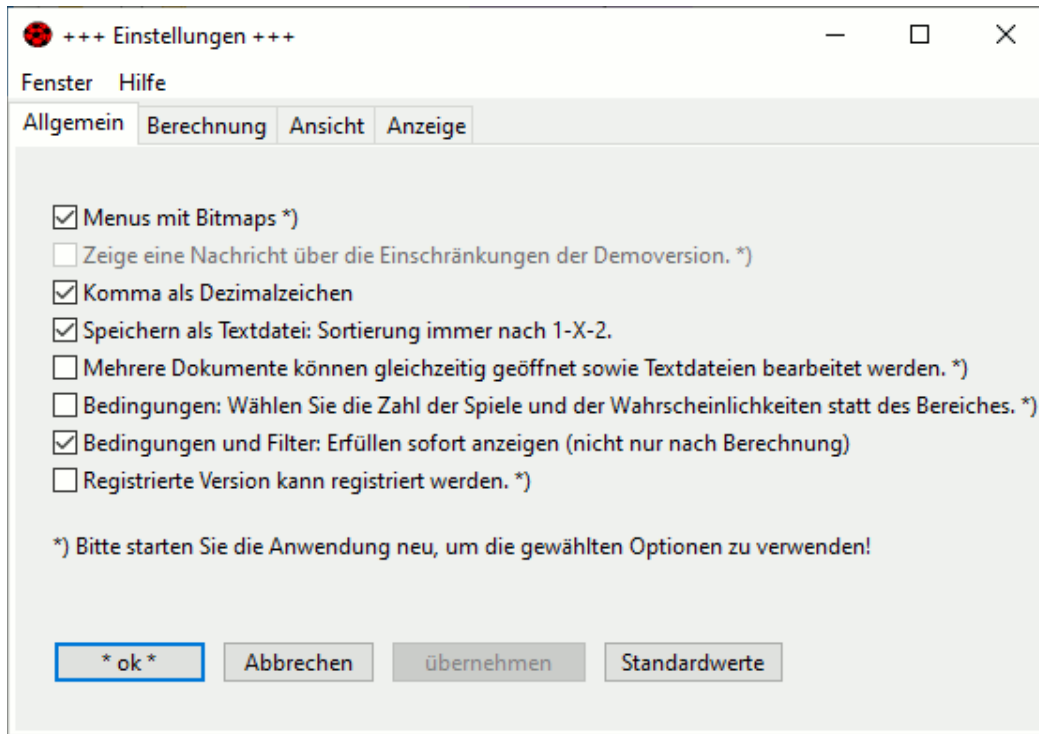 +++ Einstellungen +++
Fenster Hilfe
Allgemein Berechnung Ansicht Anzeige
Menus mit Bitmaps *)
Zeige eine Nachricht über die Einschränkungen der Demoversion. *)
Komma als Dezimalzeichen
Speichern als Textdatei: Sortierung immer nach 1-X-2.
Mehrere Dokumente können gleichzeitig geöffnet sowie Textdateien bearbeitet werden. *)
Bedingungen: Wählen Sie die Zahl der Spiele und der Wahrscheinlichkeiten statt des Bereiches. *)
Bedingungen und Filter: Erfüllen sofort anzeigen (nicht nur nach Berechnung)
Registrierte Version kann registriert werden. *)
*) Bitte starten Sie die Anwendung neu, um die gewählten Optionen zu verwenden!
* ok * Abbrechen übernehmen Standardwerte